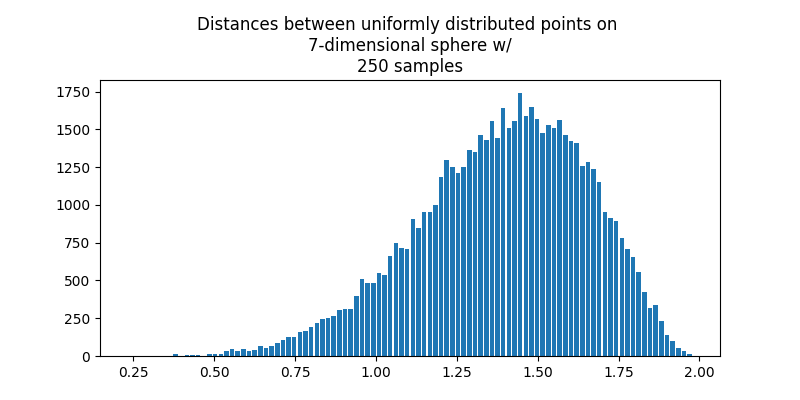 Distances between uniformly distributed points on
7-dimensional sphere w/
250 samples
1750
1500
1250
1000
750
500
250
0
0.25 0.50 0.75 1.00 1.25 1.50 1.75 2.00